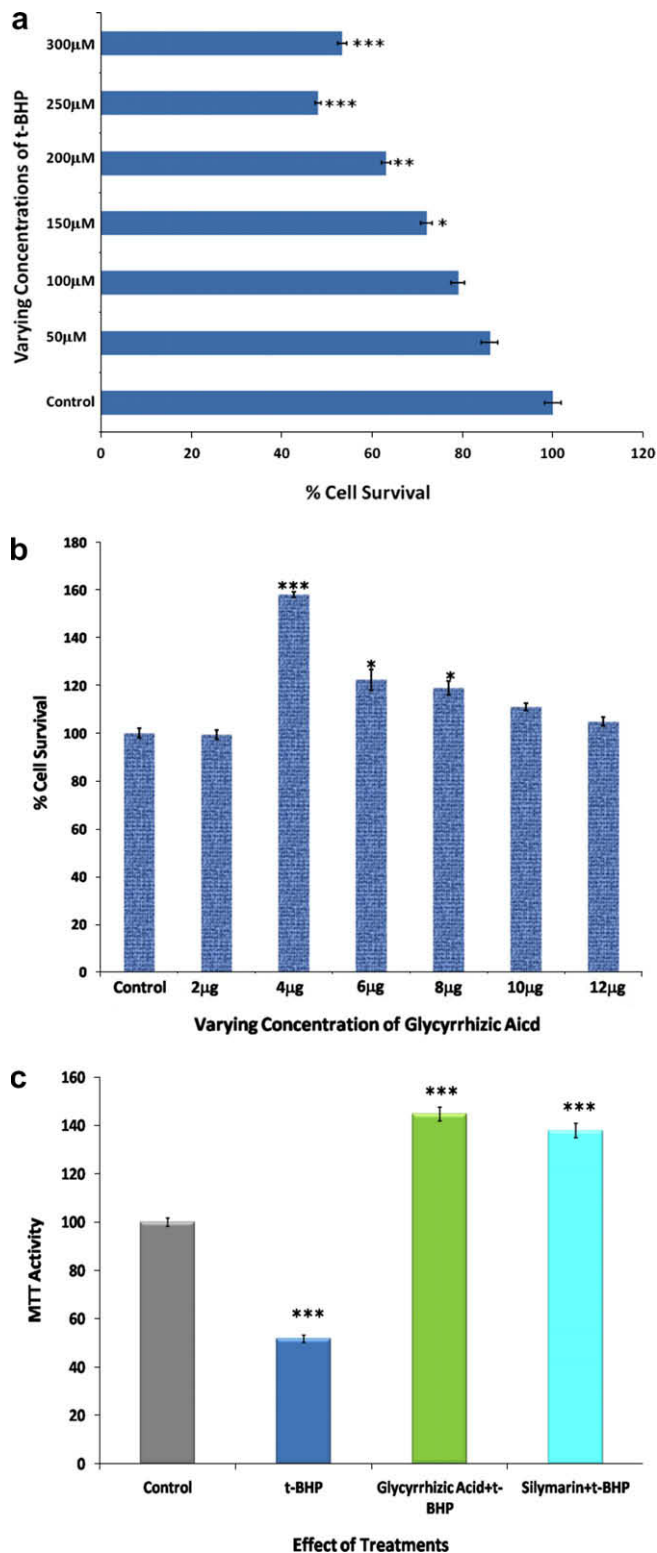 a
Varying Concentrations of t-BHP
300μM
***
250μM
***
200μM
**
150μM
*
100μM
50μM
Control
0 20 40 60 80 100 120
% Cell Survival
b
% Cell Survival
180
160
140
120
100
80
60
40
20
0
***
*
*
Control 2μg 4μg 6μg 8μg 10μg 12μg
Varying Concentration of Glycyrrhizic Aicd
c
MTT Activity
160
140
120
100
80
60
40
20
0
***
***
***
Control t-BHP Glycyrrhizic Acid+t- Silymarin+t-BHP
BHP
Effect of Treatments